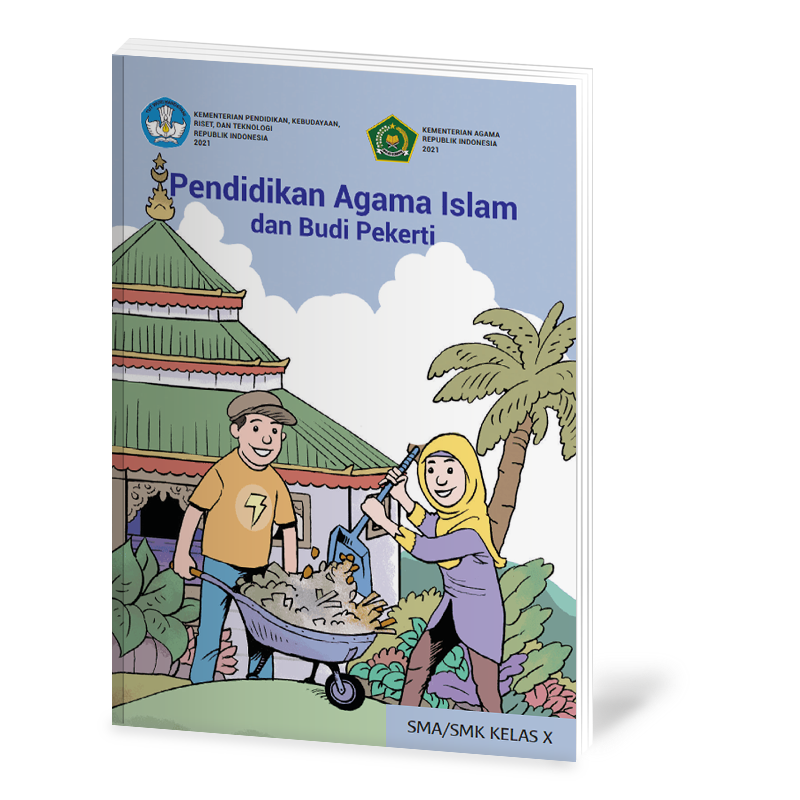 KEMENTERIAN PENDIDIKAN, KEBUDAYAAN,
RISET, DAN TEKNOLOGI
REPUBLIK INDONESIA
2021
KEMENTERIAN AGAMA
REPUBLIK INDONESIA
2021
Pendidikan Agama Islam
dan Budi Pekerti
SMA/SMK KELAS X